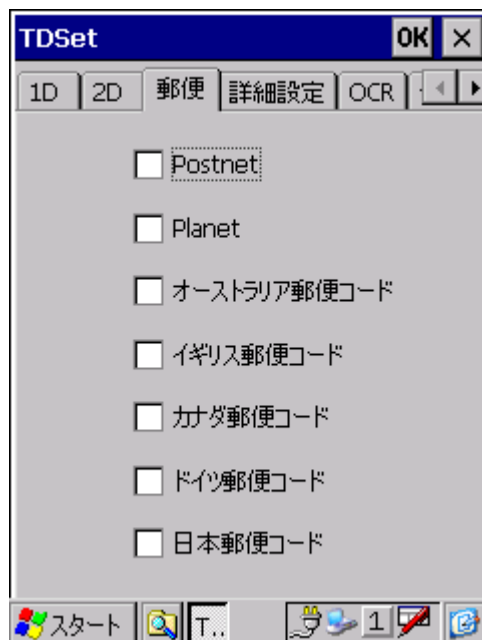 TDSet OK ×
1D 2D 郵便 詳細設定 OCR
Postnet
Planet
オーストラリア郵便コード
イギリス郵便コード
カナダ郵便コード
ドイツ郵便コード
日本郵便コード
スタート T.. 1